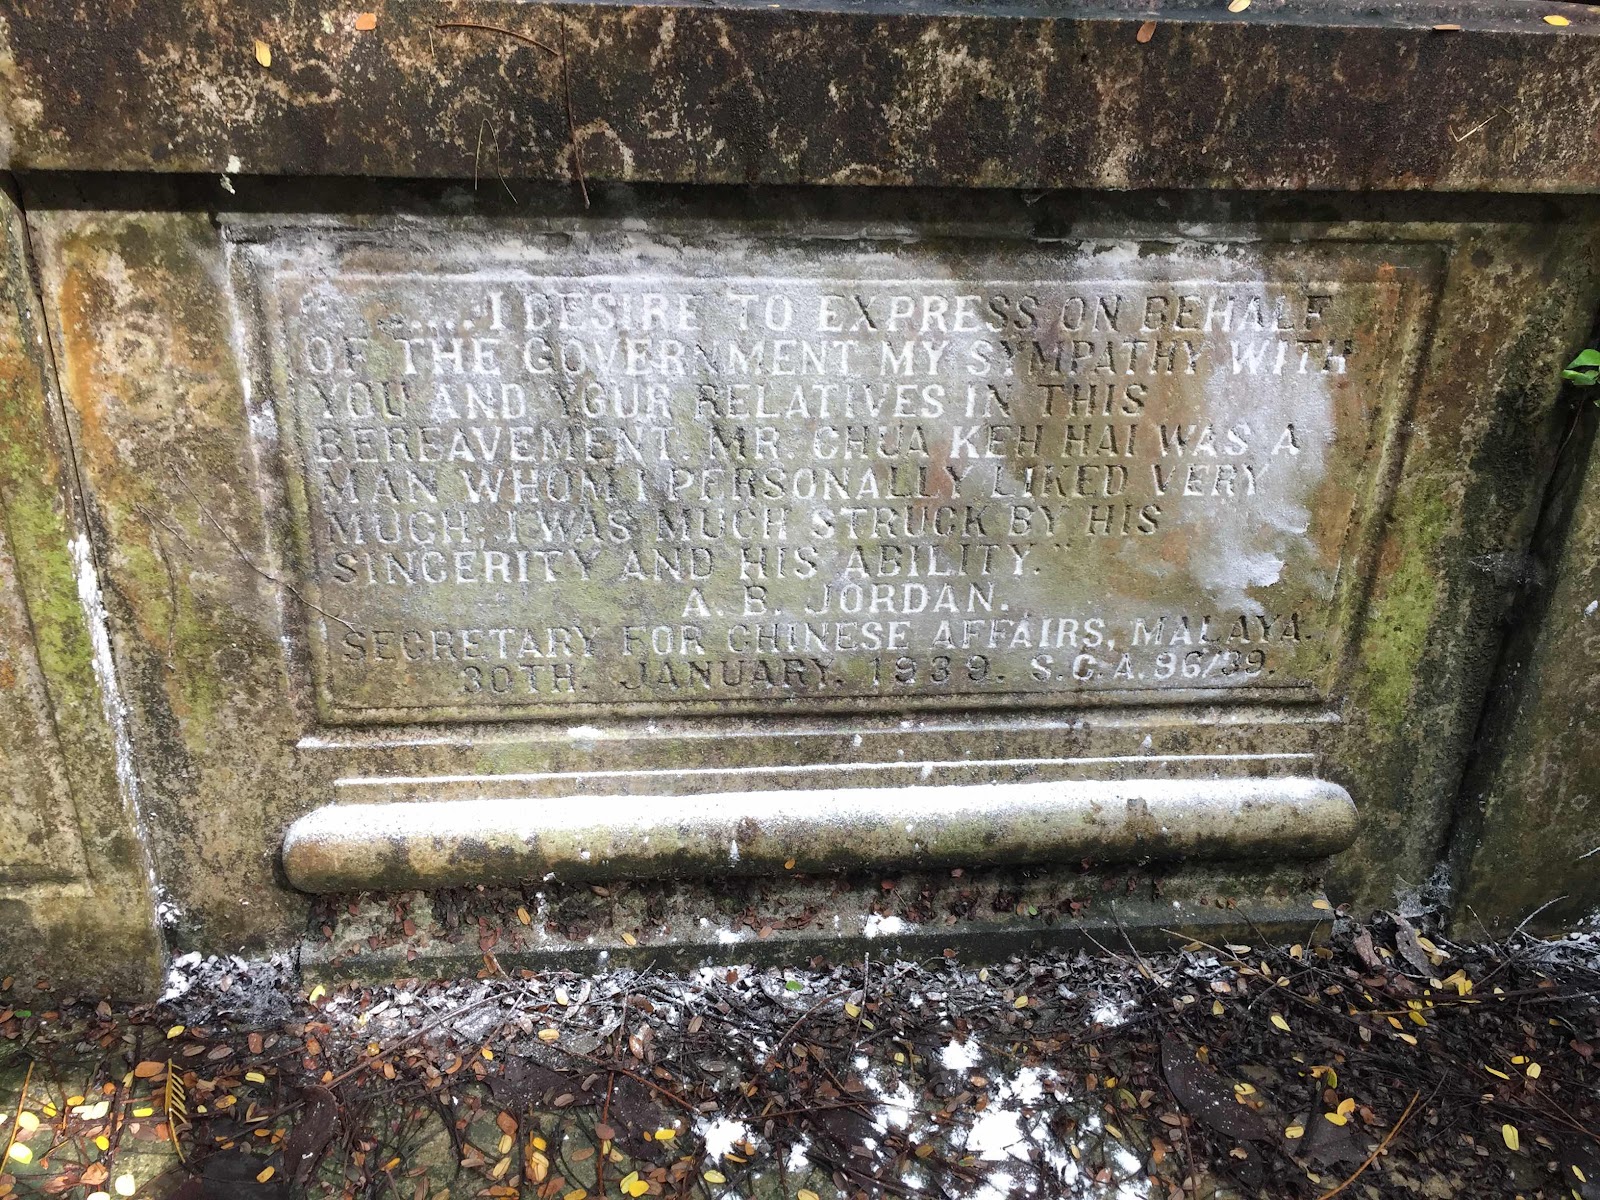 ".......I DESIRE TO EXPRESS ON BEHALF
OF THE GOVERNMENT MY SYMPATHY WITH
YOU AND YOUR RELATIVES IN THIS
BEREAVEMENT. MR. CHUA KEH HAI WAS A
MAN WHOM I PERSONALLY LIKED VERY
MUCH, I WAS MUCH STRUCK BY HIS
SINCERITY AND HIS ABILITY."
A. B. JORDAN.
SECRETARY FOR CHINESE AFFAIRS, MALAYA.
30TH. JANUARY. 1939. S.C.A. 96/39.